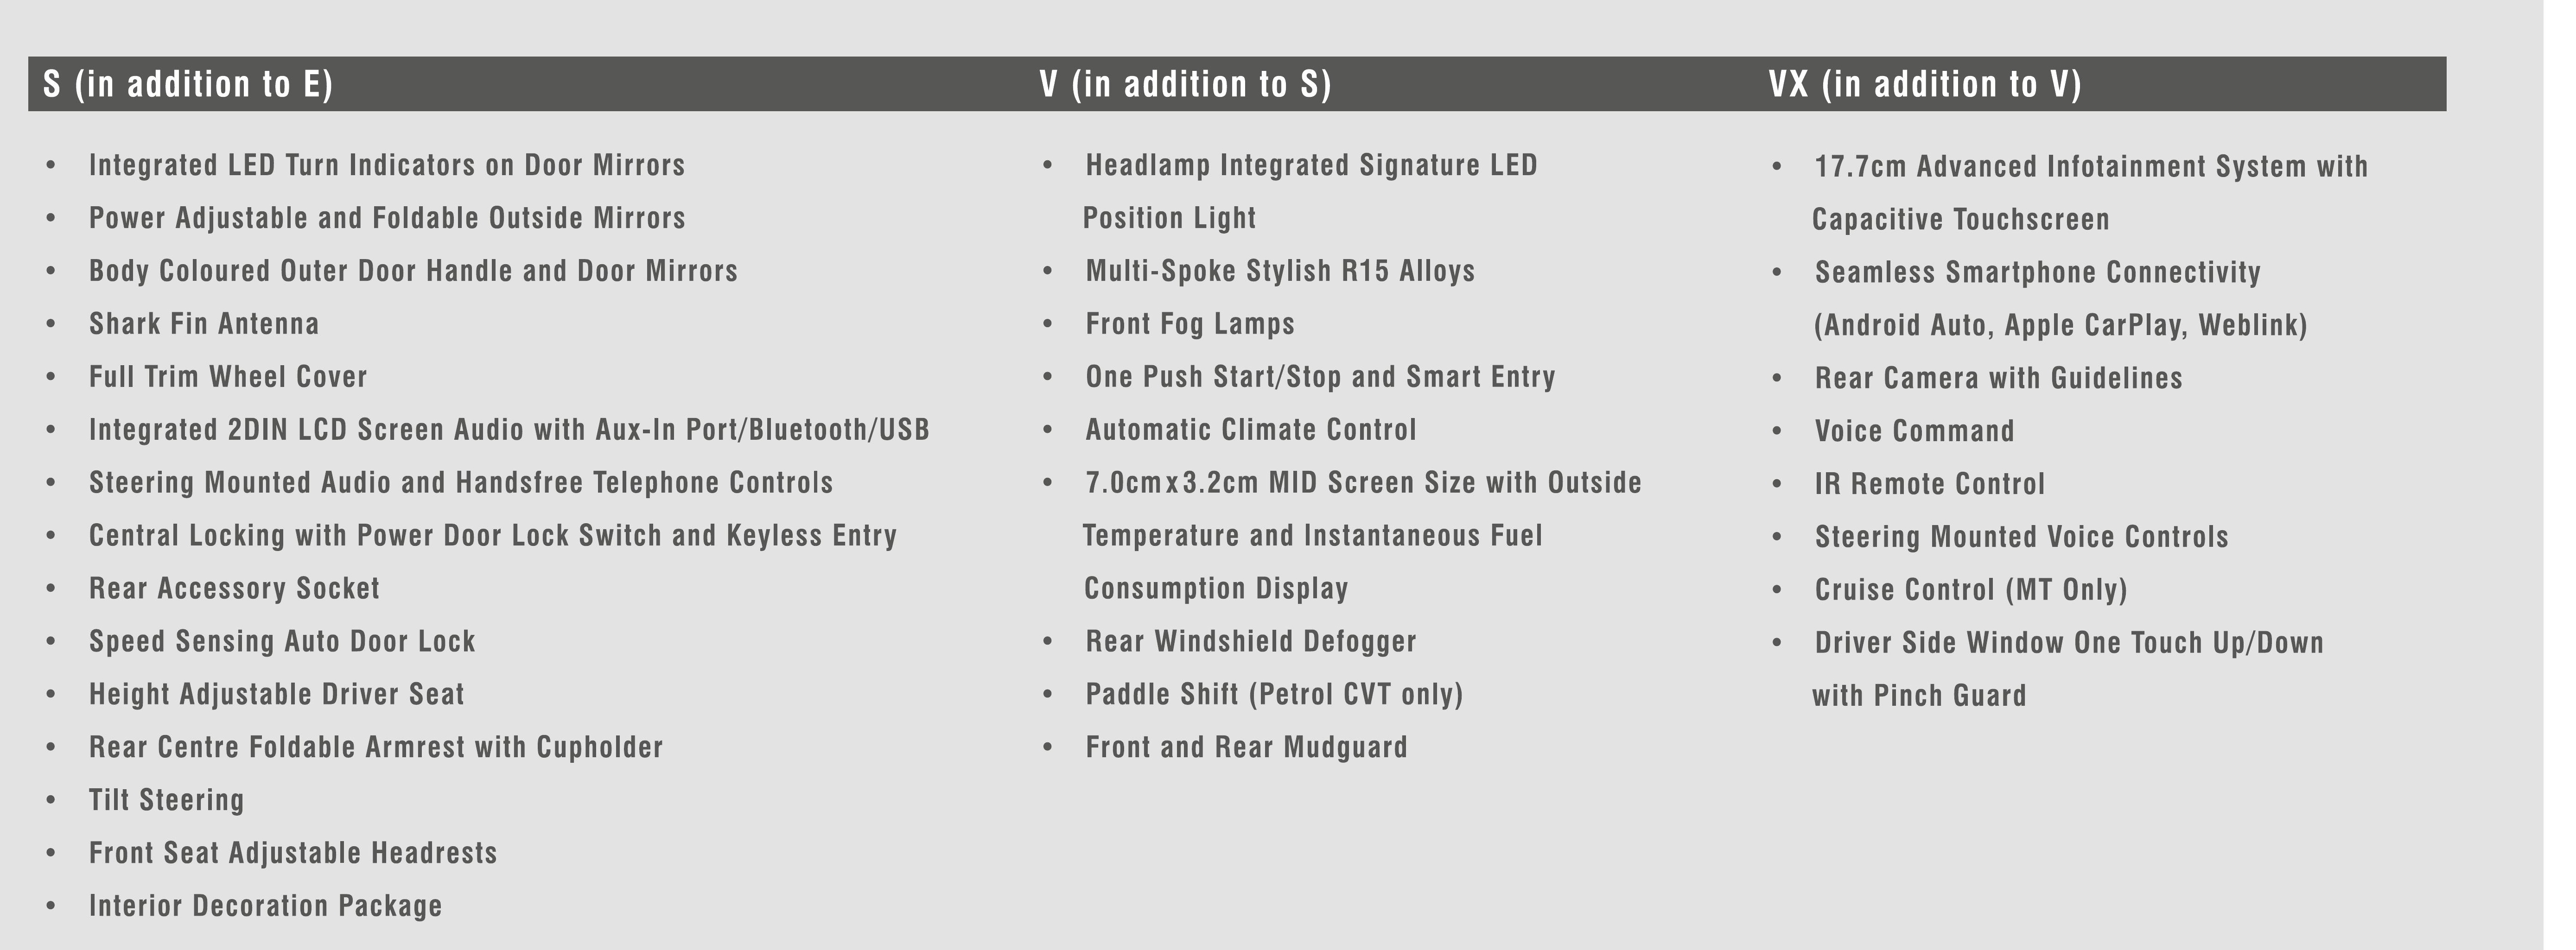 S (in addition to E)
• Integrated LED Turn Indicators on Door Mirrors
• Power Adjustable and Foldable Outside Mirrors
• Body Coloured Outer Door Handle and Door Mirrors
• Shark Fin Antenna
• Full Trim Wheel Cover
• Integrated 2DIN LCD Screen Audio with Aux-In Port/Bluetooth/USB
• Steering Mounted Audio and Handsfree Telephone Controls
• Central Locking with Power Door Lock Switch and Keyless Entry
• Rear Accessory Socket
• Speed Sensing Auto Door Lock
• Height Adjustable Driver Seat
• Rear Centre Foldable Armrest with Cupholder
• Tilt Steering
• Front Seat Adjustable Headrests
• Interior Decoration Package
V (in addition to S)
• Headlamp Integrated Signature LED
Position Light
• Multi-Spoke Stylish R15 Alloys
• Front Fog Lamps
• One Push Start/Stop and Smart Entry
• Automatic Climate Control
• 7.0cm x 3.2cm MID Screen Size with Outside
Temperature and Instantaneous Fuel
Consumption Display
• Rear Windshield Defogger
• Paddle Shift (Petrol CVT only)
• Front and Rear Mudguard
VX (in addition to V)
• 17.7cm Advanced Infotainment System with
Capacitive Touchscreen
• Seamless Smartphone Connectivity
(Android Auto, Apple CarPlay, Weblink)
• Rear Camera with Guidelines
• Voice Command
• IR Remote Control
• Steering Mounted Voice Controls
• Cruise Control (MT Only)
• Driver Side Window One Touch Up/Down
with Pinch Guard